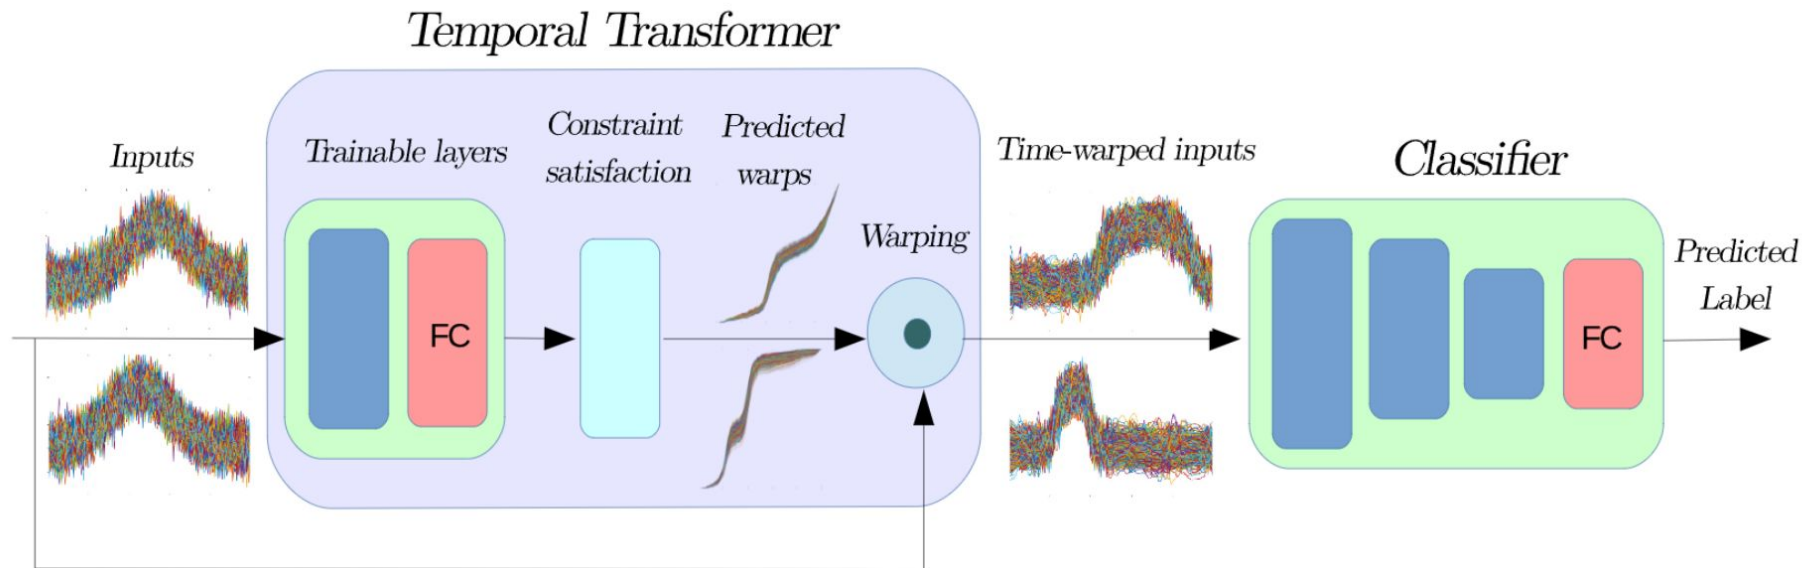 Temporal Transformer
Inputs
Trainable layers
Constraint
satisfaction
Predicted
warps
Warping
Time-warped inputs
Classifier
Predicted
Label
FC
FC